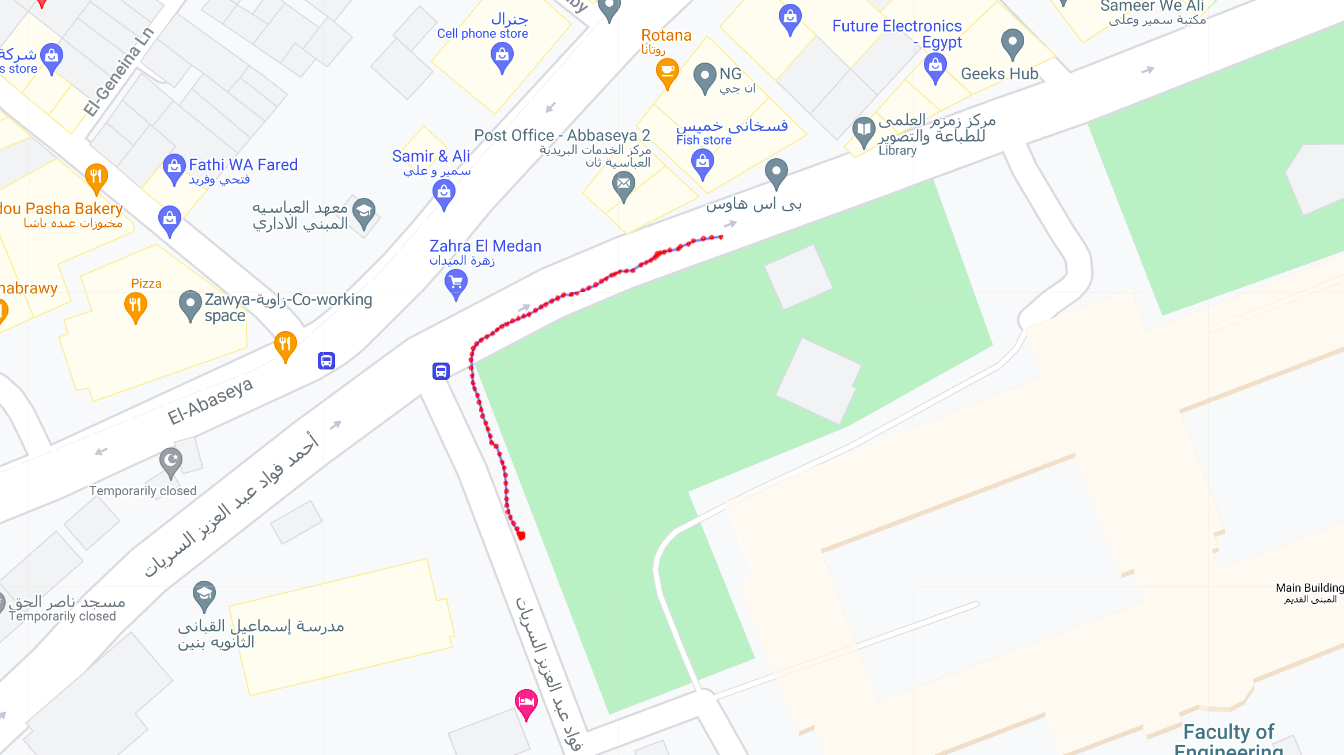 جنرال
Cell phone store
Rotana
روتانا
Future Electronics
- Egypt
Sameer We Ali
مكتبة سمير وعلى
Geeks Hub
NG
ان جي
شركة
s store
El-Geneina Ln
Post Office - Abbaseya 2
مركز الخدمات البريدية
العباسية ثان
فسخانى خميس
Fish store
مركز زمزم العلمى
للطباعة والتصوير
Library
Samir & Ali
سمير و علي
Fathi WA Fared
فتحي وفريد
معهد العباسيه
المبني الاداري
dou Pasha Bakery
مخبوزات عبده باشا
بى اس هاوس
Zahra El Medan
زهرة الميدان
Pizza
nabrawy
Zawya-زاوية-Co-working
space
El-Abaseya
أحمد فواد عبد العزيز السريات
Temporarily closed
مسجد ناصر الحق
Temporarily closed
مدرسة إسماعيل القبانى
الثانويه بنين
فواد عبد العزيز السريات
Main Building
المبنى القديم
Faculty of
Engineering